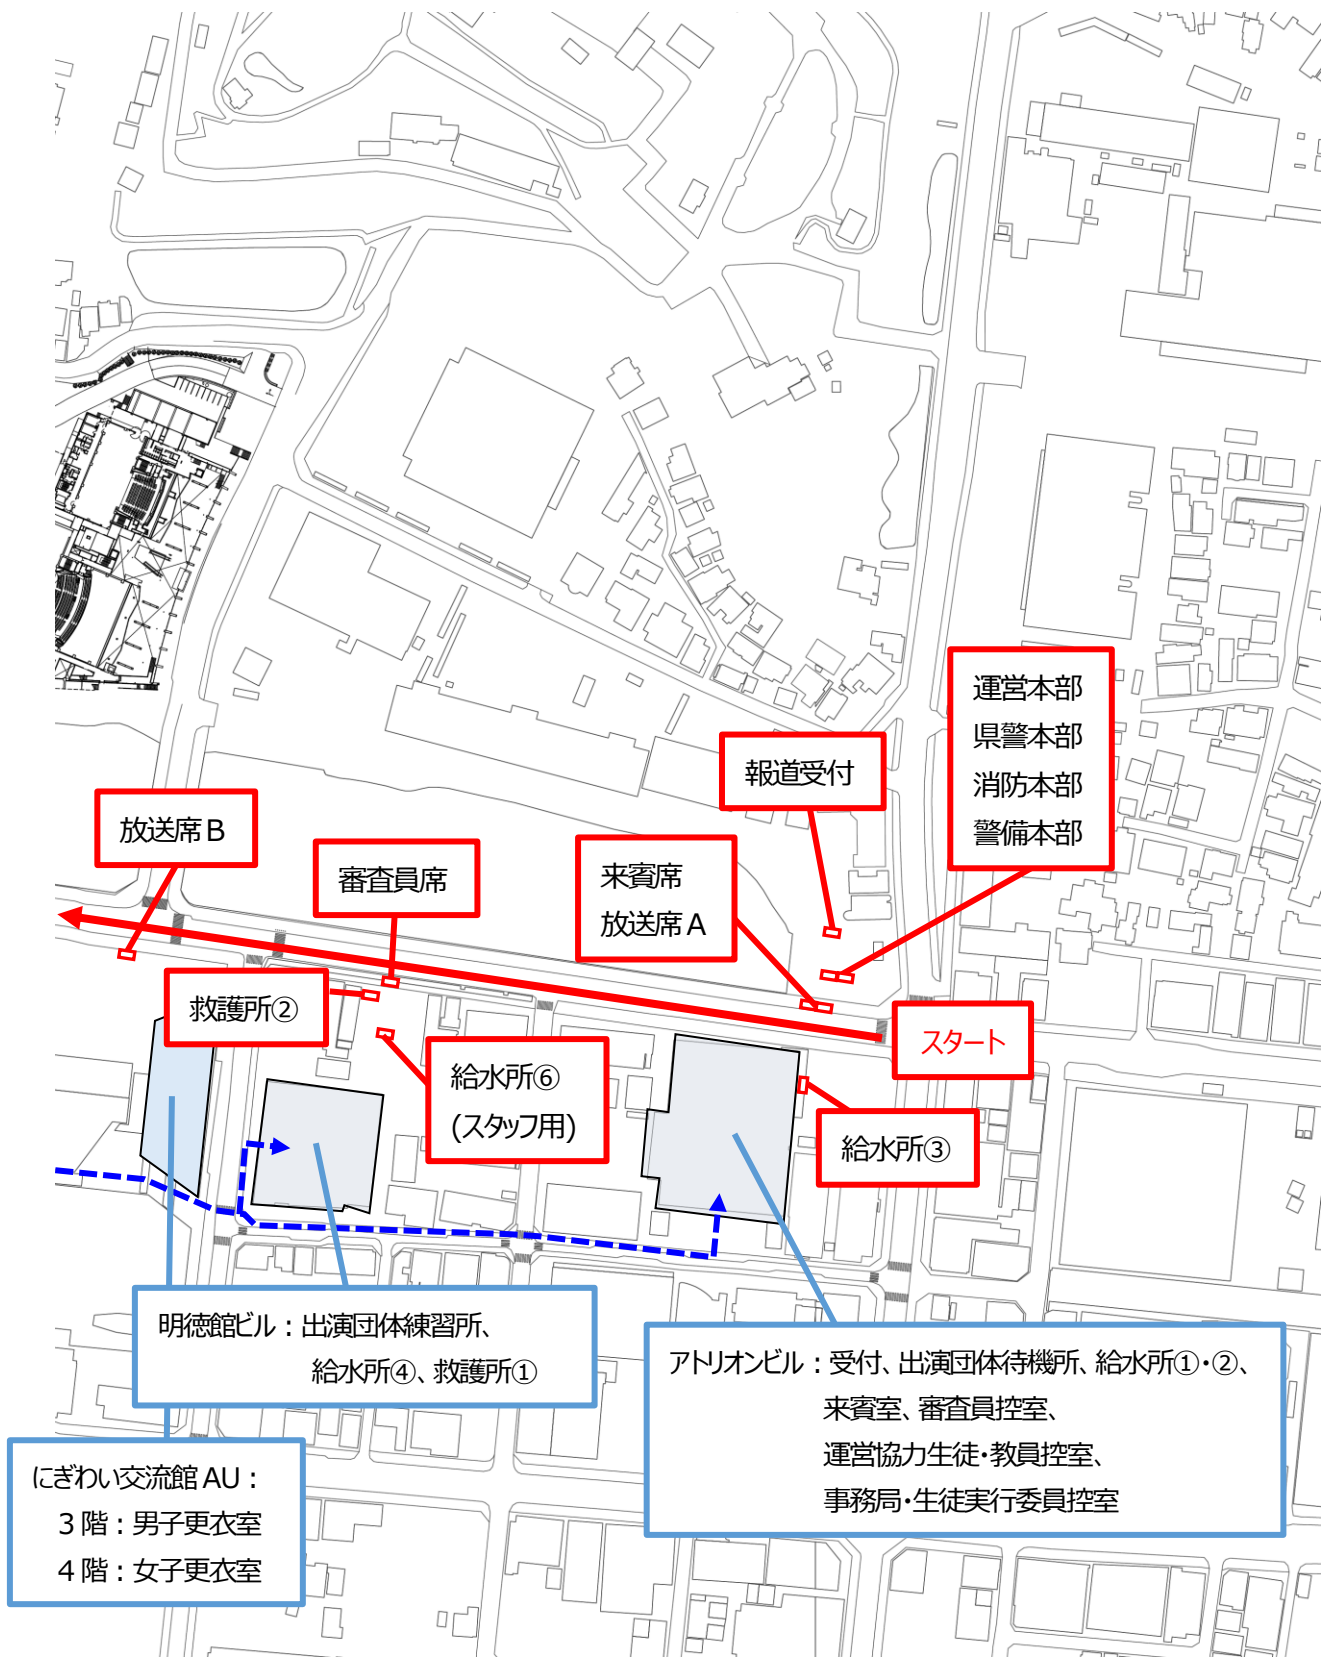 運営本部
県警本部
消防本部
警備本部
報道受付
放送席B
審査員席
来賓席
放送席A
救護所②
スタート
給水所⑥
(スタッフ用)
給水所③
明徳館ビル：出演団体練習所、
給水所④、救護所①
アトリオンビル：受付、出演団体待機所、給水所①・②、
来賓室、審査員控室、
運営協力生徒・教員控室、
事務局・生徒実行委員控室
にぎわい交流館AU：
3階：男子更衣室
4階：女子更衣室